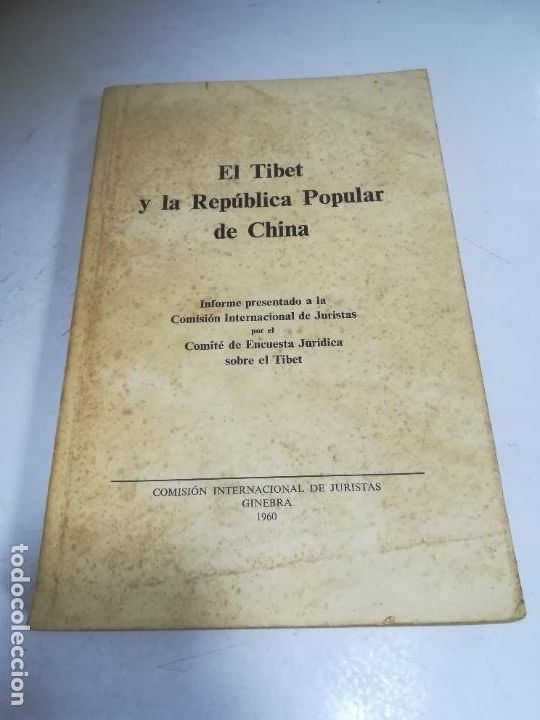 El Tibet
y la República Popular
de China
Informe presentado a la
Comisión Internacional de Juristas
por el
Comité de Encuesta Jurídica
sobre el Tibet
COMISIÓN INTERNACIONAL DE JURISTAS
GINEBRA
1960
todocoleccion